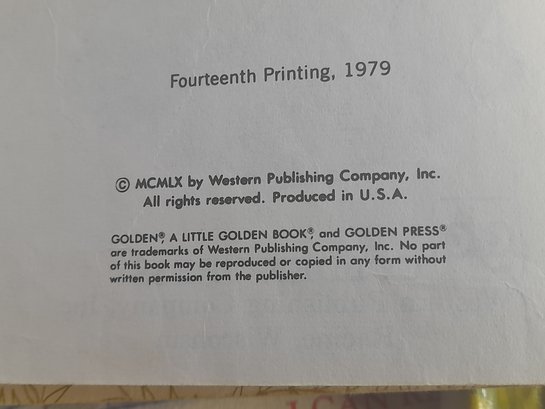 Fourteenth Printing, 1979
© MCMLX by Western Publishing Company, Inc.
All rights reserved. Produced in U.S.A.
GOLDEN®, A LITTLE GOLDEN BOOK®, and GOLDEN PRESS®
are trademarks of Western Publishing Company, Inc. No part
of this book may be reproduced or copied in any form without
written permission from the publisher.
I CAN